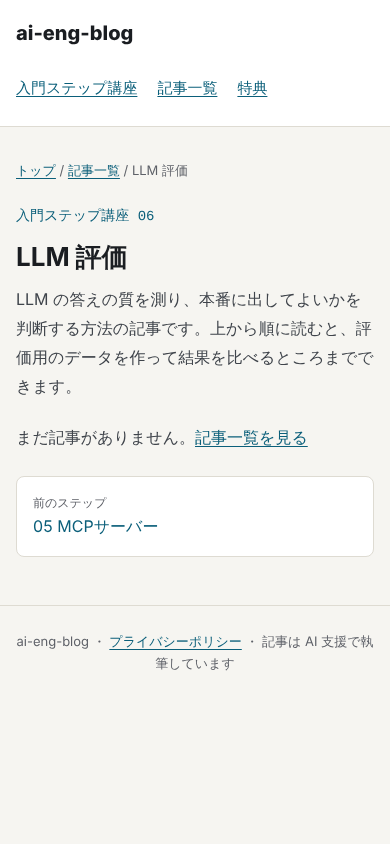 ai-eng-blog
入門ステップ講座 記事一覧 特典
トップ / 記事一覧 / LLM 評価
入門ステップ講座 06
LLM 評価
LLM の答えの質を測り、本番に出してよいかを
判断する方法の記事です。上から順に読むと、評
価用のデータを作って結果を比べるところまでで
きます。
まだ記事がありません。記事一覧を見る
前のステップ
05 MCPサーバー
ai-eng-blog ・ プライバシーポリシー ・ 記事は AI 支援で執
筆しています